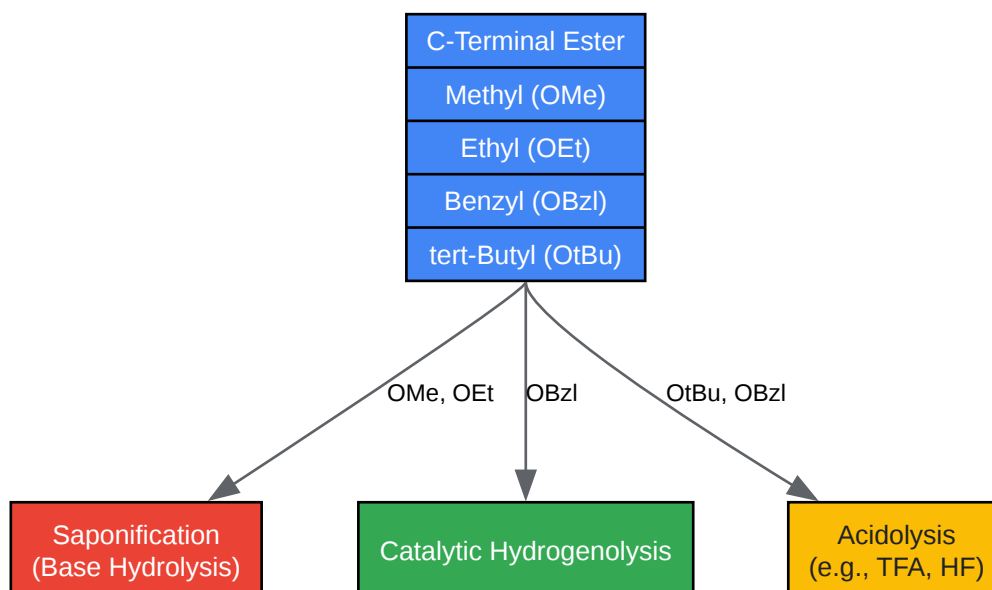 C-Terminal Ester
Methyl (OMe)
Ethyl (OEt)
Benzyl (OBzl)
tert-Butyl (OtBu)
OMe, OEt
OBzl
OtBu, OBzl
Saponification
(Base Hydrolysis)
Catalytic Hydrogenolysis
Acidolysis
(e.g., TFA, HF)